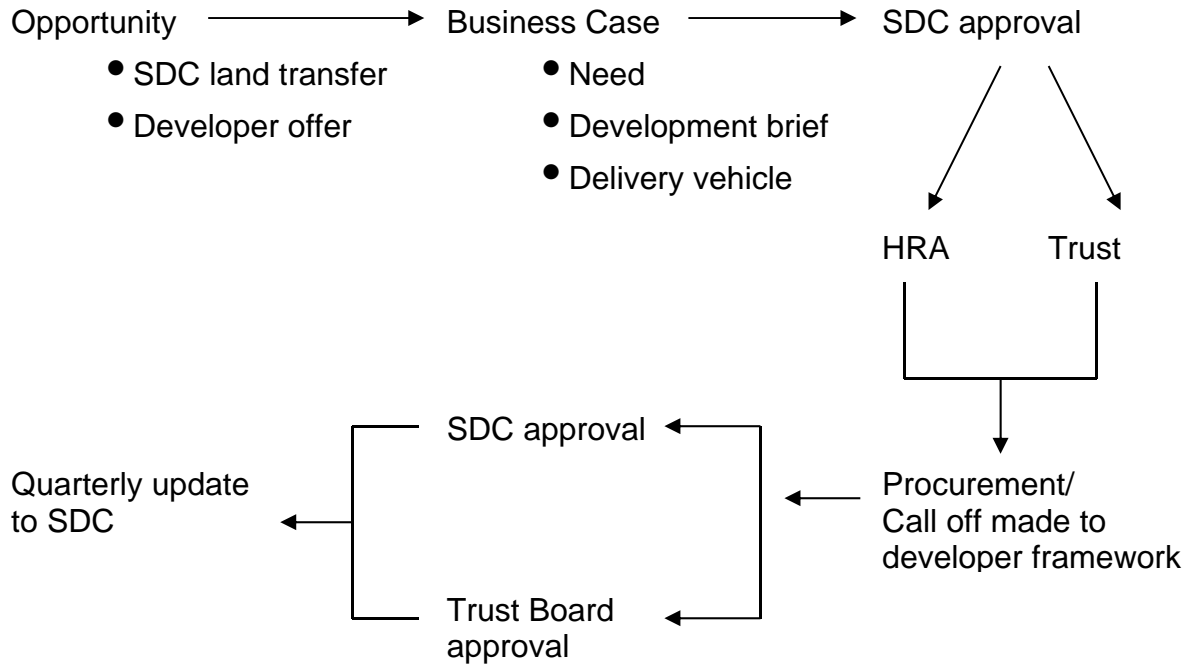 Opportunity
Business Case
SDC approval
• SDC land transfer
• Need
• Developer offer
• Development brief
• Delivery vehicle
HRA
Trust
SDC approval
Quarterly update
to SDC
Procurement/
Call off made to
developer framework
Trust Board
approval